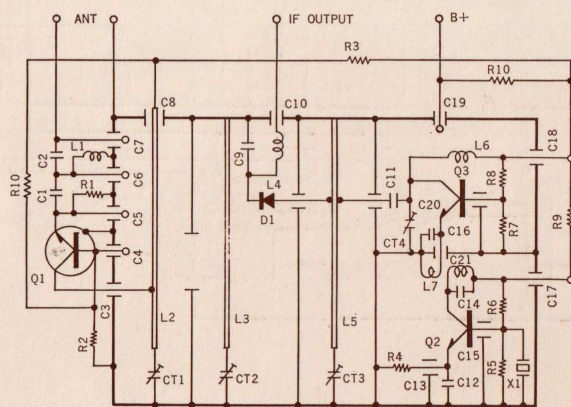 ANT IF OUTPUT B+
R3
R10
C8 C10 C19
C18
C7
L1
C2
C9
L6
Q3
C6
R8
L4
C11
R10
C1
R1
D1
C20
R9
C5
CT4
C16
R7
C4
L7
C21
C17
Q1
C3
C14
R6
L2 L3 L5
Q2
R2
R4
C15
R5
CT1 CT2 CT3
C13 C12
X1